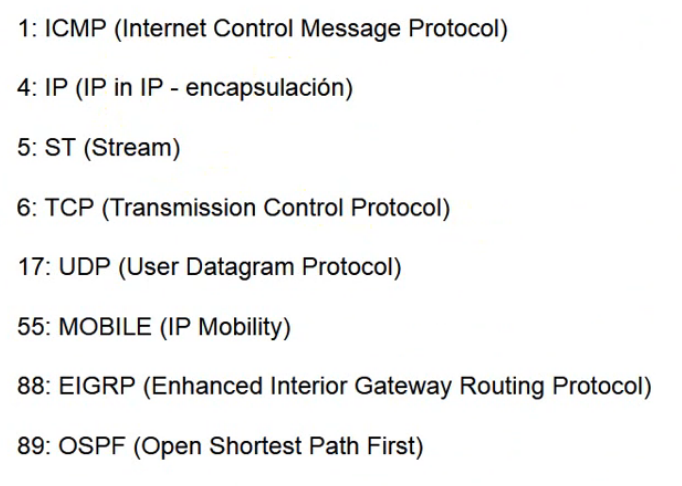 1: ICMP (Internet Control Message Protocol)
4: IP (IP in IP - encapsulación)
5: ST (Stream)
6: TCP (Transmission Control Protocol)
17: UDP (User Datagram Protocol)
55: MOBILE (IP Mobility)
88: EIGRP (Enhanced Interior Gateway Routing Protocol)
89: OSPF (Open Shortest Path First)